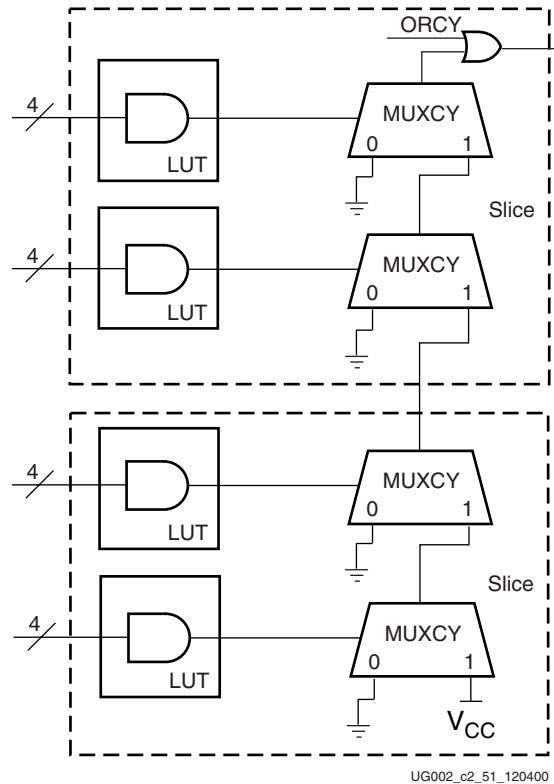 ORCY
4
MUXCY
0 1
LUT
Slice
4
MUXCY
0 1
LUT
4
MUXCY
0 1
LUT
Slice
4
MUXCY
0 1
LUT
VCC
UG002_c2_51_120400